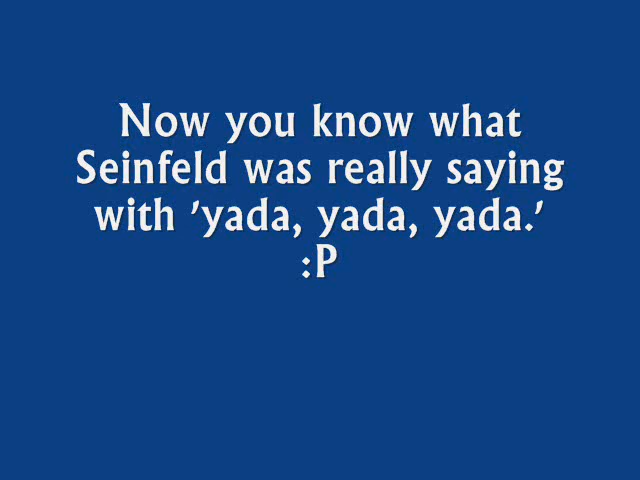 Now you know what
Seinfeld was really saying
with 'yada, yada, yada.'
:P